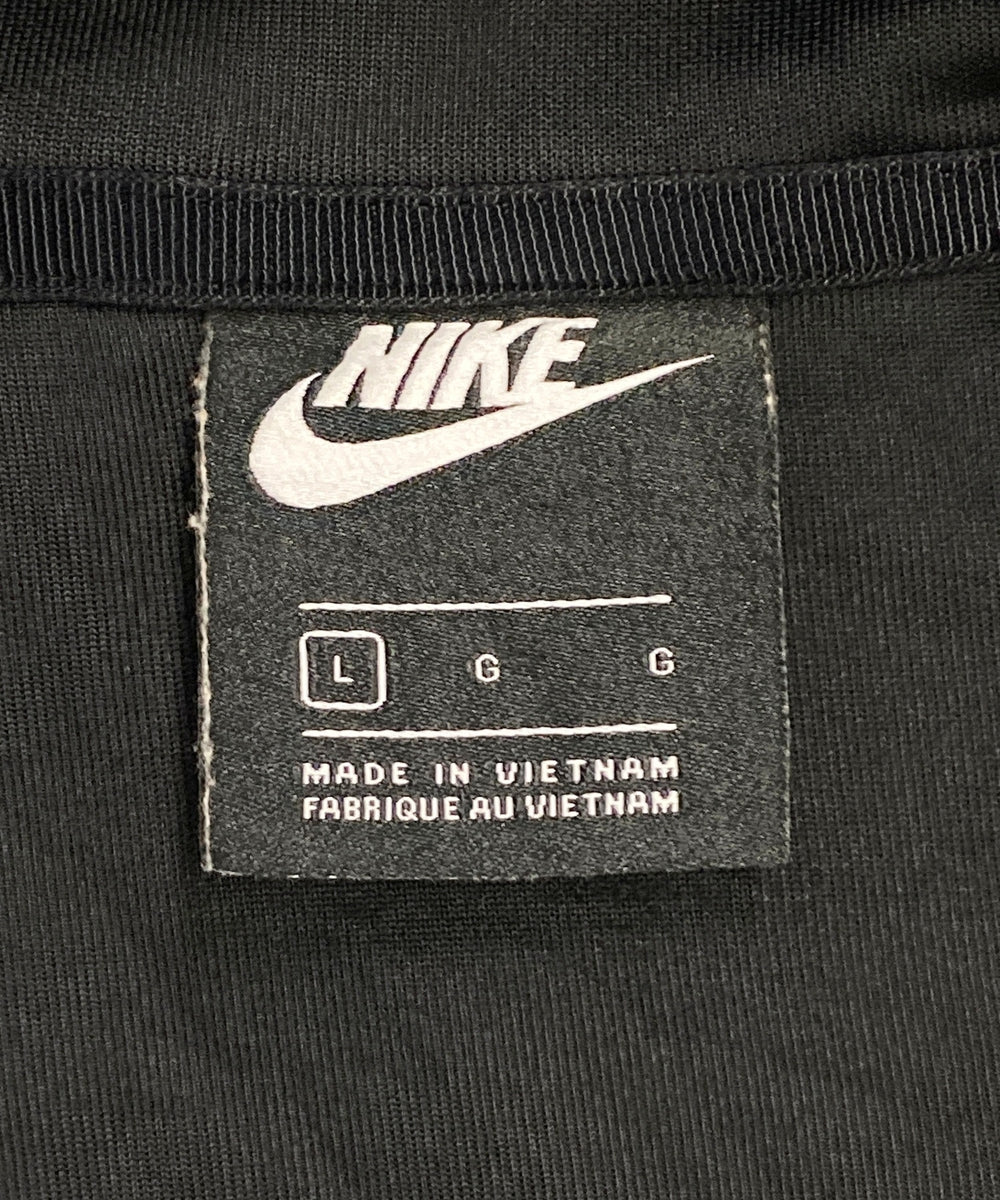 NIKE
L G G
MADE IN VIETNAM
FABRIQUE AU VIETNAM